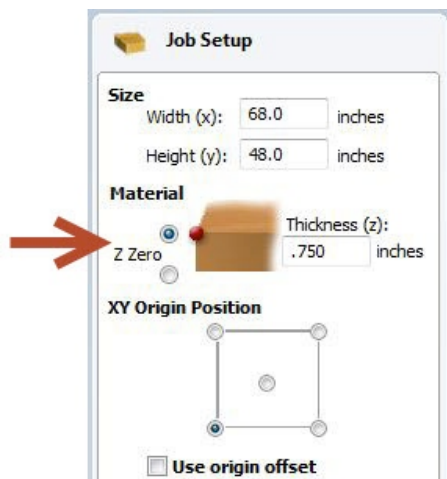 Job Setup
Size
Width (x): 68.0 inches
Height (y): 48.0 inches
Material
Thickness (z):
Z Zero .750 inches
XY Origin Position
Use origin offset